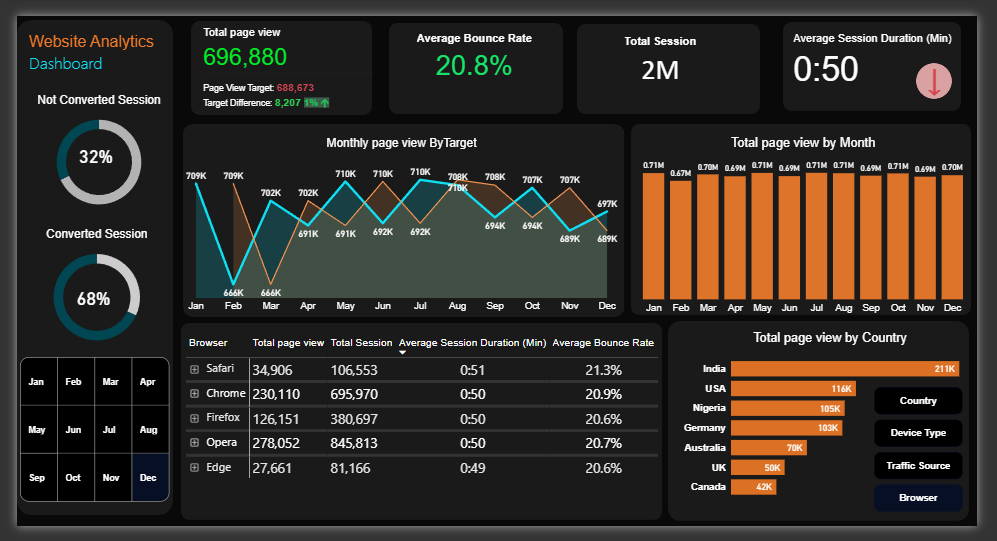 Website Analytics
Dashboard
Not Converted Session
32%
Converted Session
68%
Jan Feb Mar Apr
May Jun Jul Aug
Sep Oct Nov Dec
Total page view
696,880
Page View Target: 688,673
Target Difference: 8,207 1% ↑
Average Bounce Rate
20.8%
Total Session
2M
Average Session Duration (Min)
0:50
↓
Monthly page view ByTarget
709K 709K 702K 702K 710K 710K 710K 708K 708K 707K 707K 697K
710K
666K 666K 691K 691K 692K 692K 694K 694K 689K 689K
Jan Feb Mar Apr May Jun Jul Aug Sep Oct Nov Dec
Total page view by Month
0.71M 0.67M 0.70M 0.69M 0.71M 0.69M 0.71M 0.71M 0.69M 0.71M 0.69M 0.70M
Jan Feb Mar Apr May Jun Jul Aug Sep Oct Nov Dec
Browser Total page view Total Session Average Session Duration (Min) Average Bounce Rate
Safari 34,906 106,553 0:51 21.3%
Chrome 230,110 695,970 0:50 20.9%
Firefox 126,151 380,697 0:50 20.6%
Opera 278,052 845,813 0:50 20.7%
Edge 27,661 81,166 0:49 20.6%
Total page view by Country
India 211K
USA 116K
Nigeria 105K
Germany 103K
Australia 70K
UK 50K
Canada 42K
Country
Device Type
Traffic Source
Browser